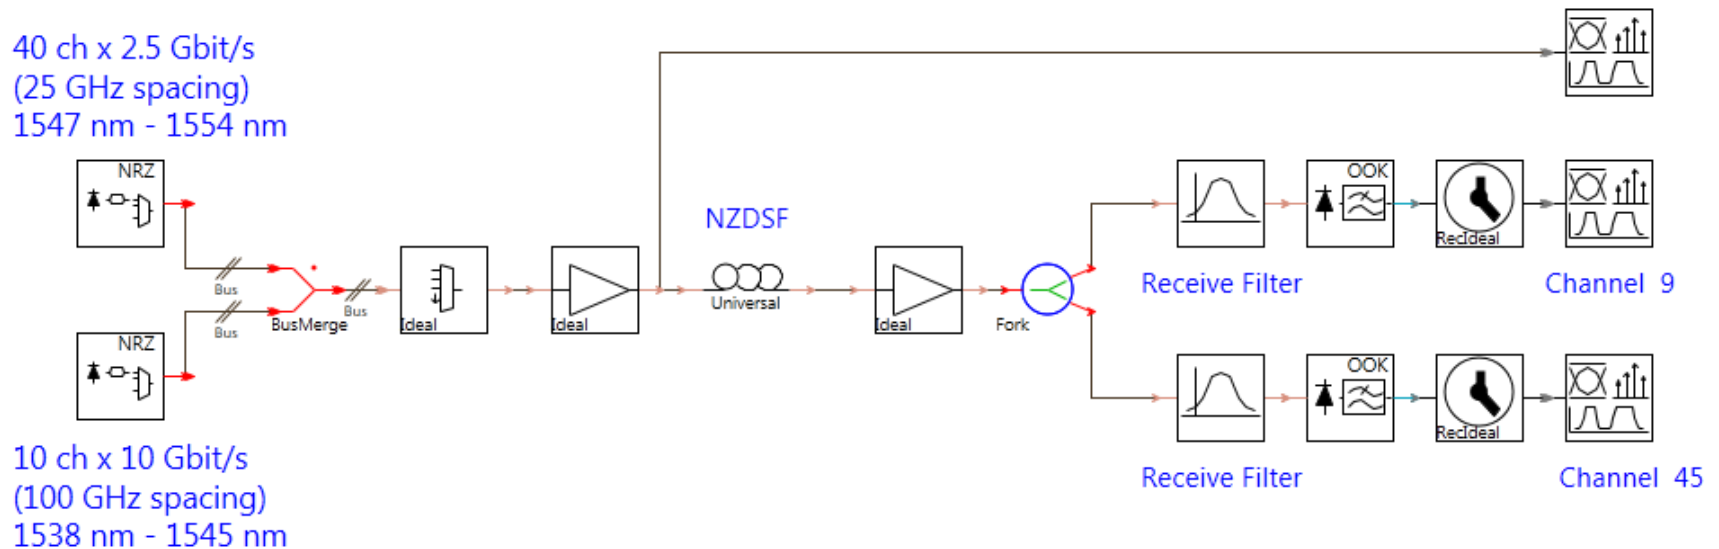 40 ch x 2.5 Gbit/s
(25 GHz spacing)
1547 nm - 1554 nm
NRZ
Bus
NRZ
Bus
BusMerge
Bus
Ideal
Ideal
NZDSF
Universal
Ideal
Fork
Receive Filter
OOK
RecIdeal
Channel 9
Receive Filter
OOK
RecIdeal
Channel 45
10 ch x 10 Gbit/s
(100 GHz spacing)
1538 nm - 1545 nm